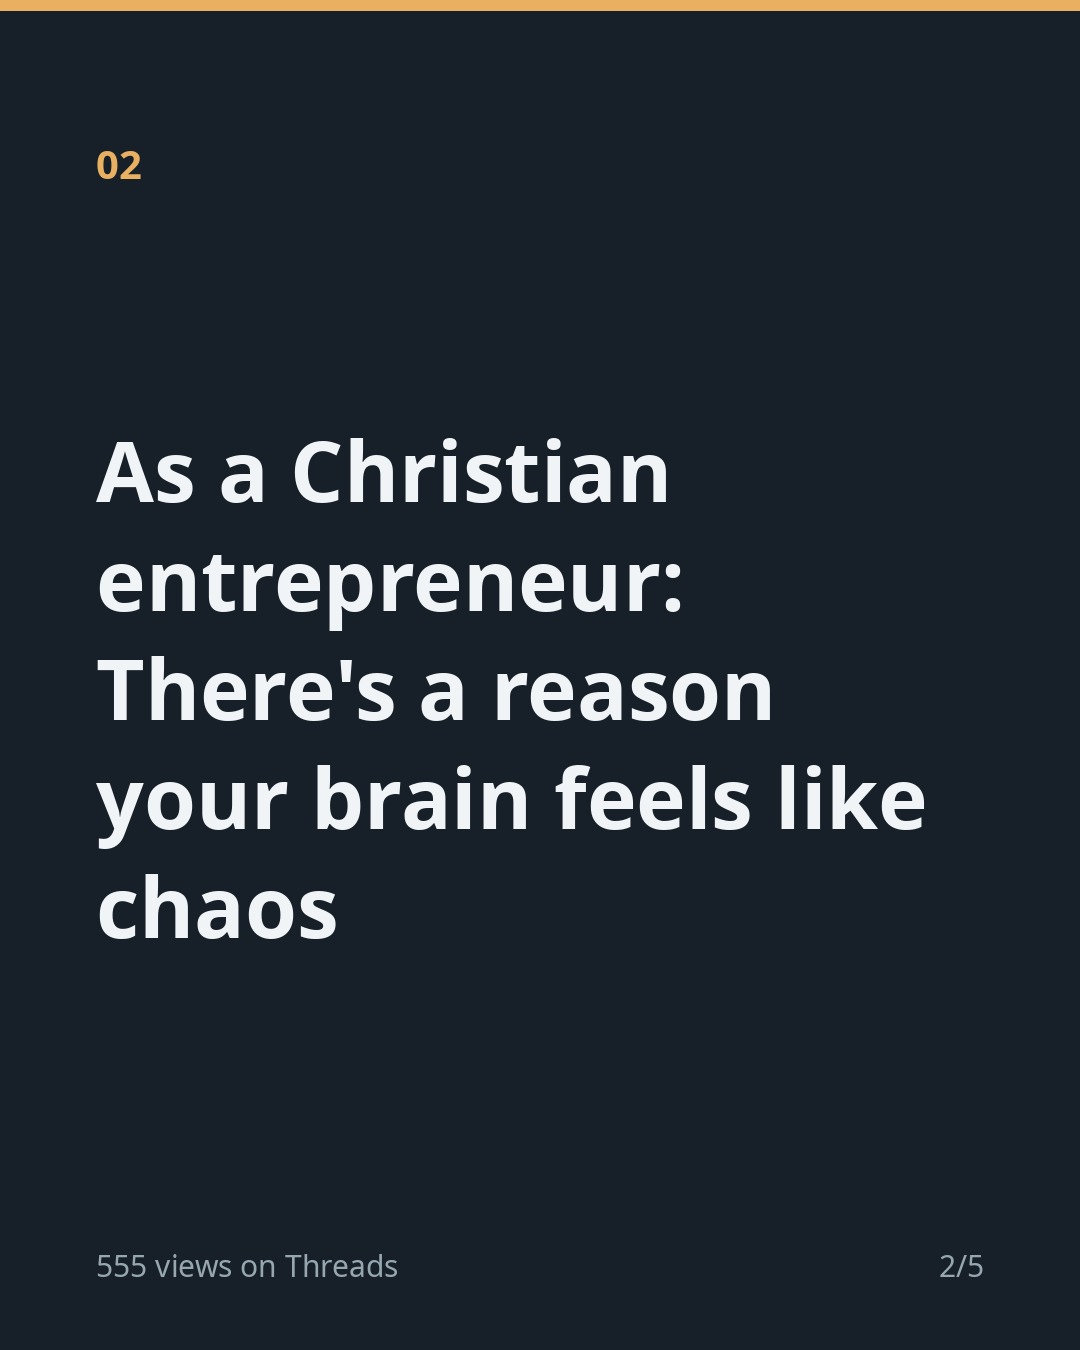 02
As a Christian
entrepreneur:
There's a reason
your brain feels like
chaos
555 views on Threads
2/5